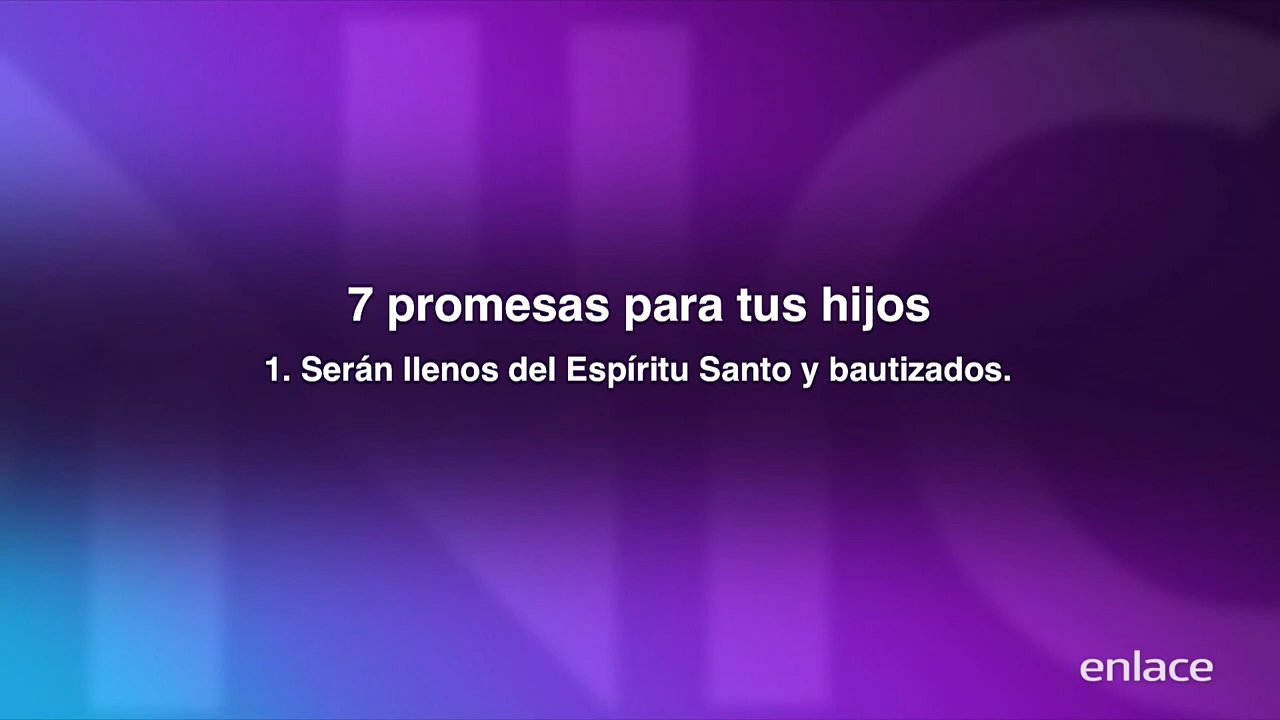 7 promesas para tus hijos
1. Serán llenos del Espíritu Santo y bautizados.
enlace